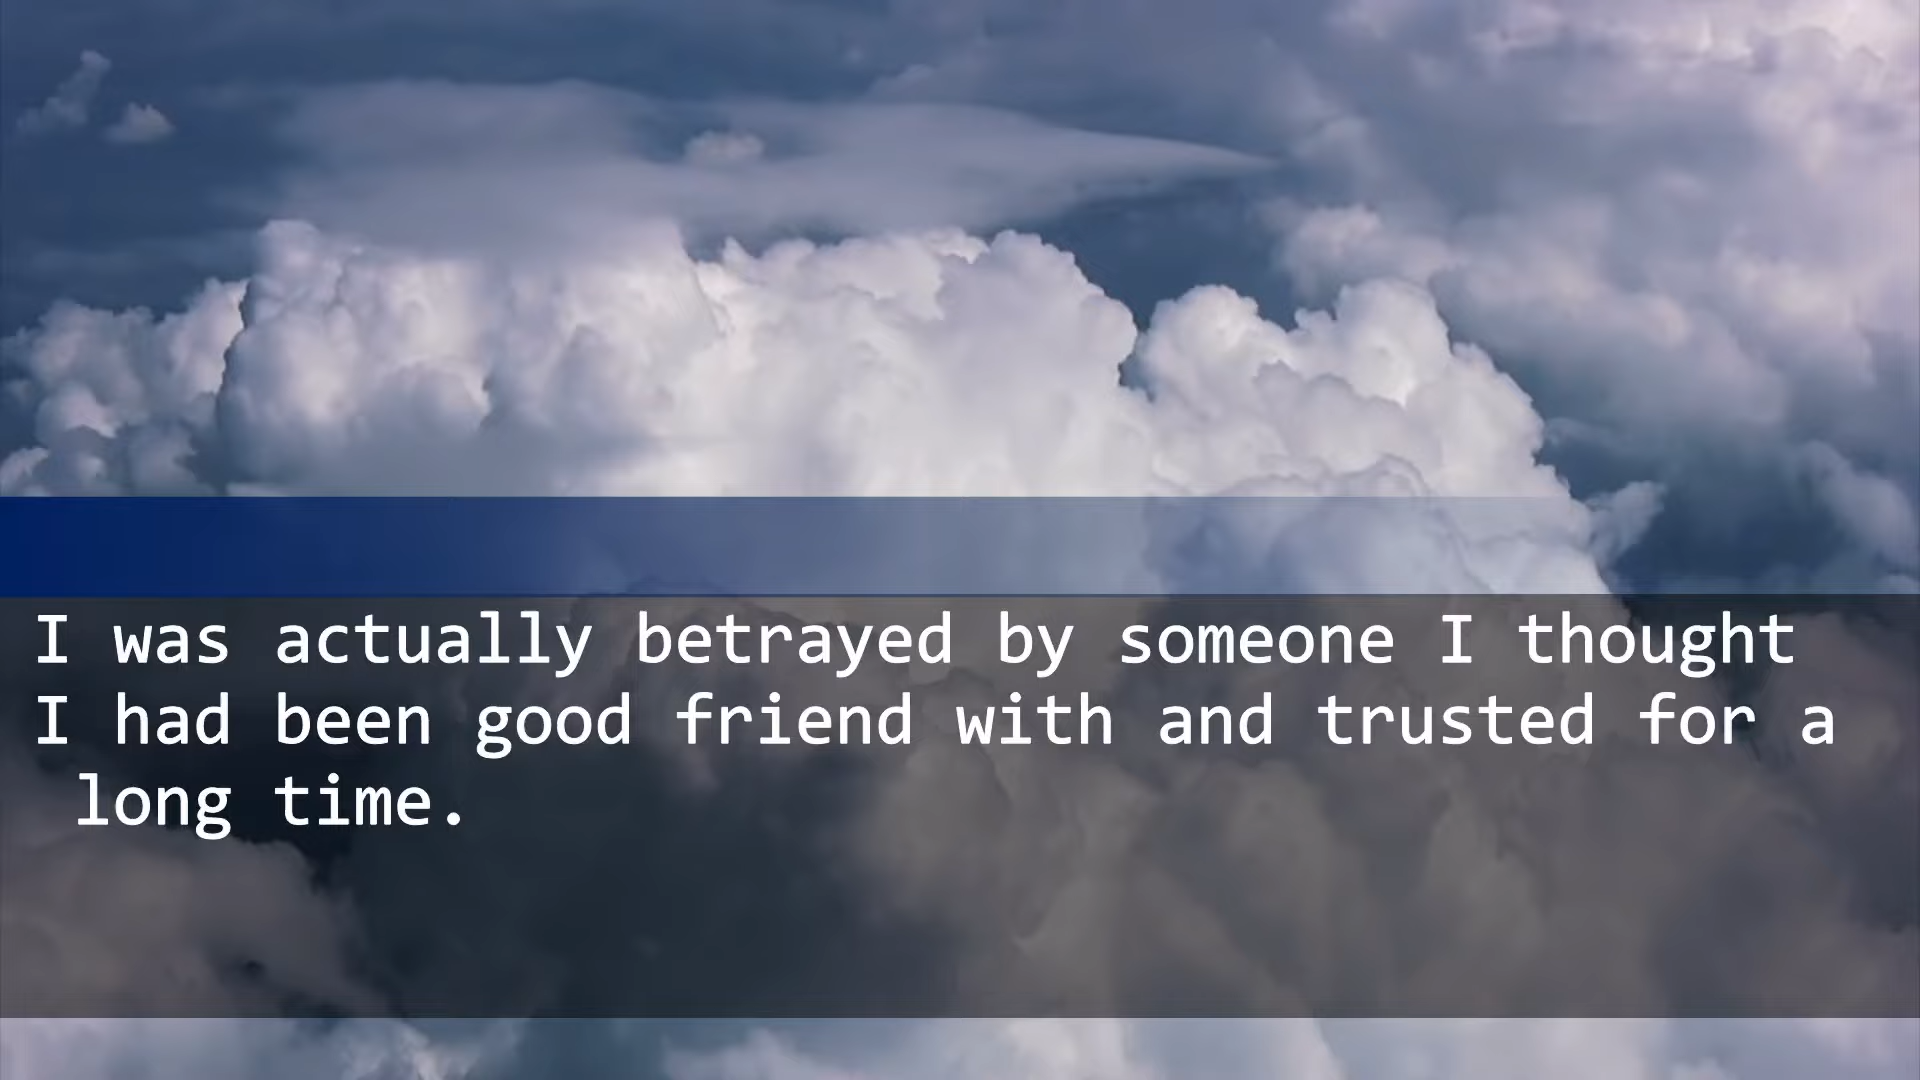 I was actually betrayed by someone I thought
I had been good friend with and trusted for a
long time.